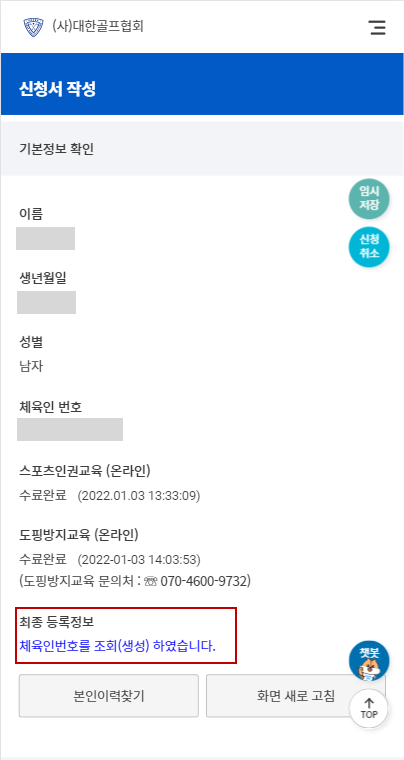 (사)대한골프협회
신청서 작성
기본정보 확인
임시
저장
이름
신청
취소
생년월일
성별
남자
체육인 번호
스포츠인권교육 (온라인)
수료완료 (2022.01.03 13:33:09)
도핑방지교육 (온라인)
수료완료 (2022-01-03 14:03:53)
(도핑방지교육 문의처 : ☏ 070-4600-9732)
최종 등록정보
체육인번호를 조회(생성) 하였습니다.
챗봇
본인이력찾기
화면 새로 고침
TOP